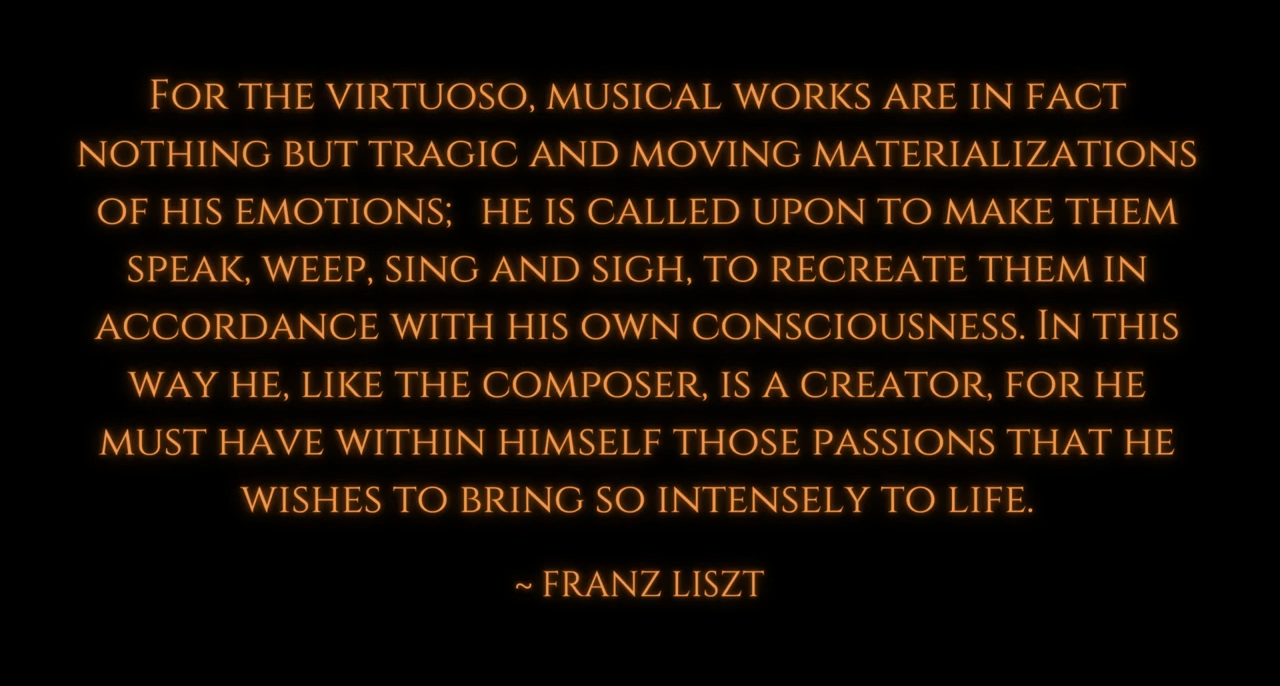 For the virtuoso, musical works are in fact
nothing but tragic and moving materializations
of his emotions;  he is called upon to make them
speak, weep, sing and sigh, to recreate them in
accordance with his own consciousness. In this
way he, like the composer, is a creator, for he
must have within himself those passions that he
wishes to bring so intensely to life.
~ Franz Liszt